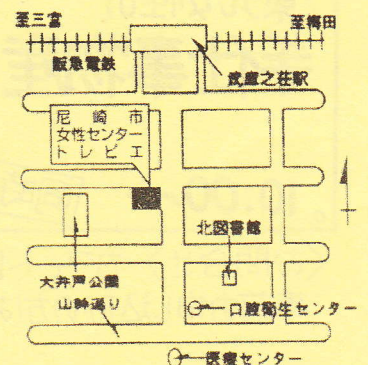 至三宮
至梅田
阪急電鉄
武庫之荘駅
尼崎市
女性センター
トレピエ
北図書館
大井戸公園
山幹通り
口腔衛生センター
医療センター